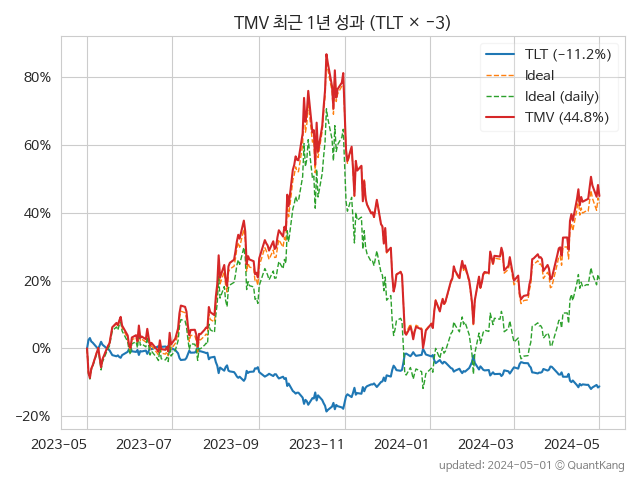 TMV 최근 1년 성과 (TLT × −3)
TLT (−11.2%)
Ideal
Ideal (daily)
TMV (44.8%)
80%
60%
40%
20%
0%
−20%
2023-05 2023-07 2023-09 2023-11 2024-01 2024-03 2024-05
updated: 2024-05-01 © QuantKang